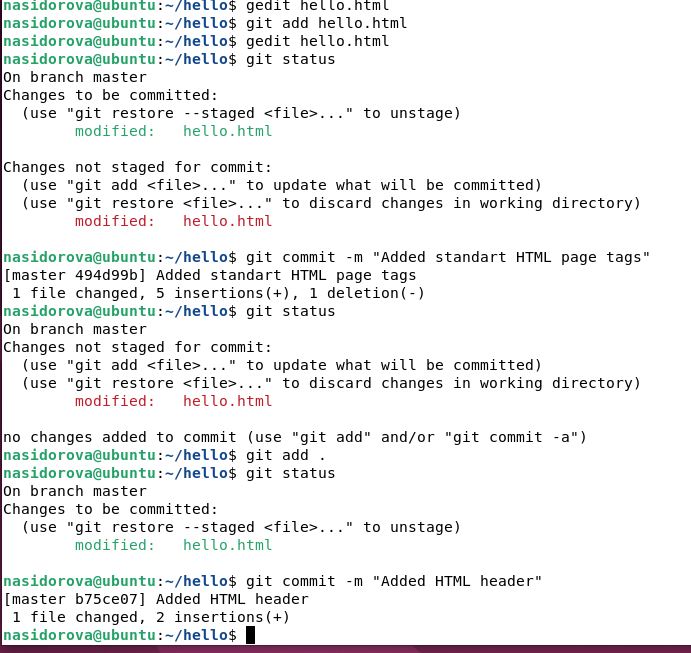 nasidorova@ubuntu:~/hello$ gedit hello.html
nasidorova@ubuntu:~/hello$ git add hello.html
nasidorova@ubuntu:~/hello$ gedit hello.html
nasidorova@ubuntu:~/hello$ git status
On branch master
Changes to be committed:
  (use "git restore --staged <file>..." to unstage)
        modified:   hello.html

Changes not staged for commit:
  (use "git add <file>..." to update what will be committed)
  (use "git restore <file>..." to discard changes in working directory)
        modified:   hello.html

nasidorova@ubuntu:~/hello$ git commit -m "Added standart HTML page tags"
[master 494d99b] Added standart HTML page tags
 1 file changed, 5 insertions(+), 1 deletion(-)
nasidorova@ubuntu:~/hello$ git status
On branch master
Changes not staged for commit:
  (use "git add <file>..." to update what will be committed)
  (use "git restore <file>..." to discard changes in working directory)
        modified:   hello.html

no changes added to commit (use "git add" and/or "git commit -a")
nasidorova@ubuntu:~/hello$ git add .
nasidorova@ubuntu:~/hello$ git status
On branch master
Changes to be committed:
  (use "git restore --staged <file>..." to unstage)
        modified:   hello.html

nasidorova@ubuntu:~/hello$ git commit -m "Added HTML header"
[master b75ce07] Added HTML header
 1 file changed, 2 insertions(+)
nasidorova@ubuntu:~/hello$